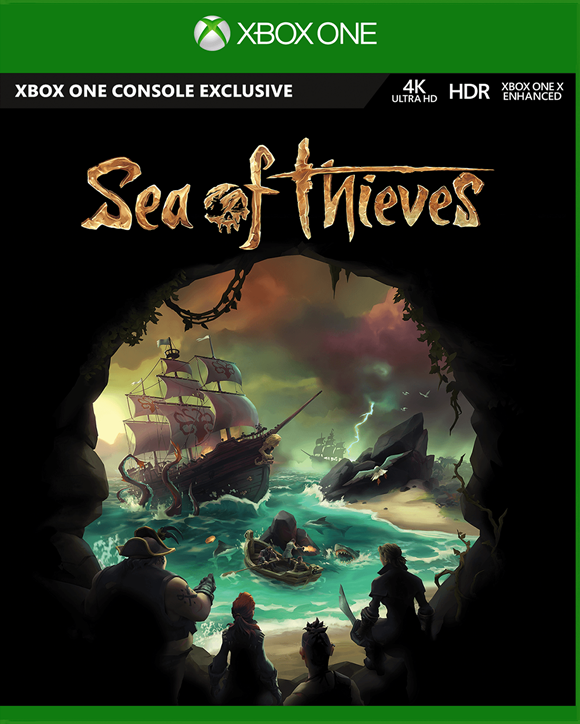 XBOX ONE
XBOX ONE CONSOLE EXCLUSIVE
4K
ULTRA HD
HDR
XBOX ONE X
ENHANCED
Sea of Thieves